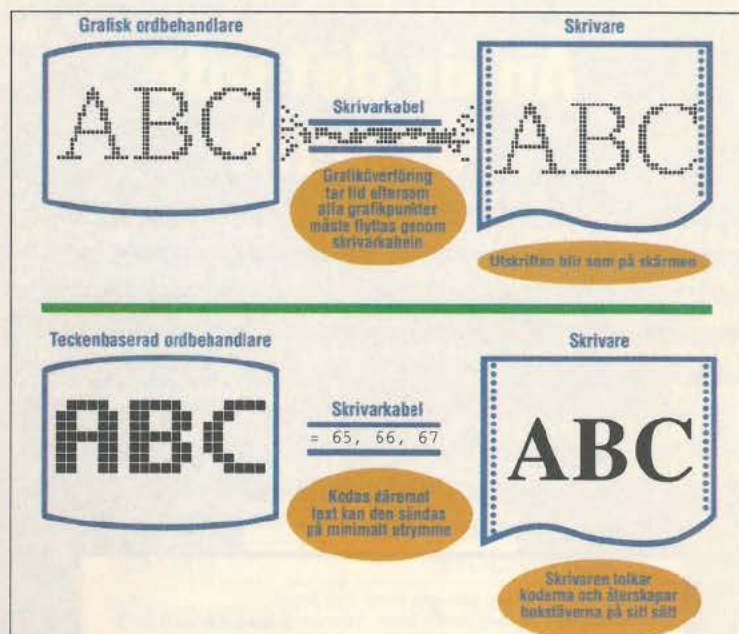 Grafisk ordbehandlare
Skrivare
ABC
Skrivarkabel
ABC
Grafiköverföring
tar tid eftersom
alla grafikpunkter
måste flyttas genom
skrivarkabeln
Utskriften blir som på skärmen
Teckenbaserad ordbehandlare
Skrivare
ABC
Skrivarkabel
= 65, 66, 67
ABC
Kodas däremot
text kan den sändas
på minimalt utrymme
Skrivaren tolkar
koderna och återskapar
bokstäverna på sitt sätt